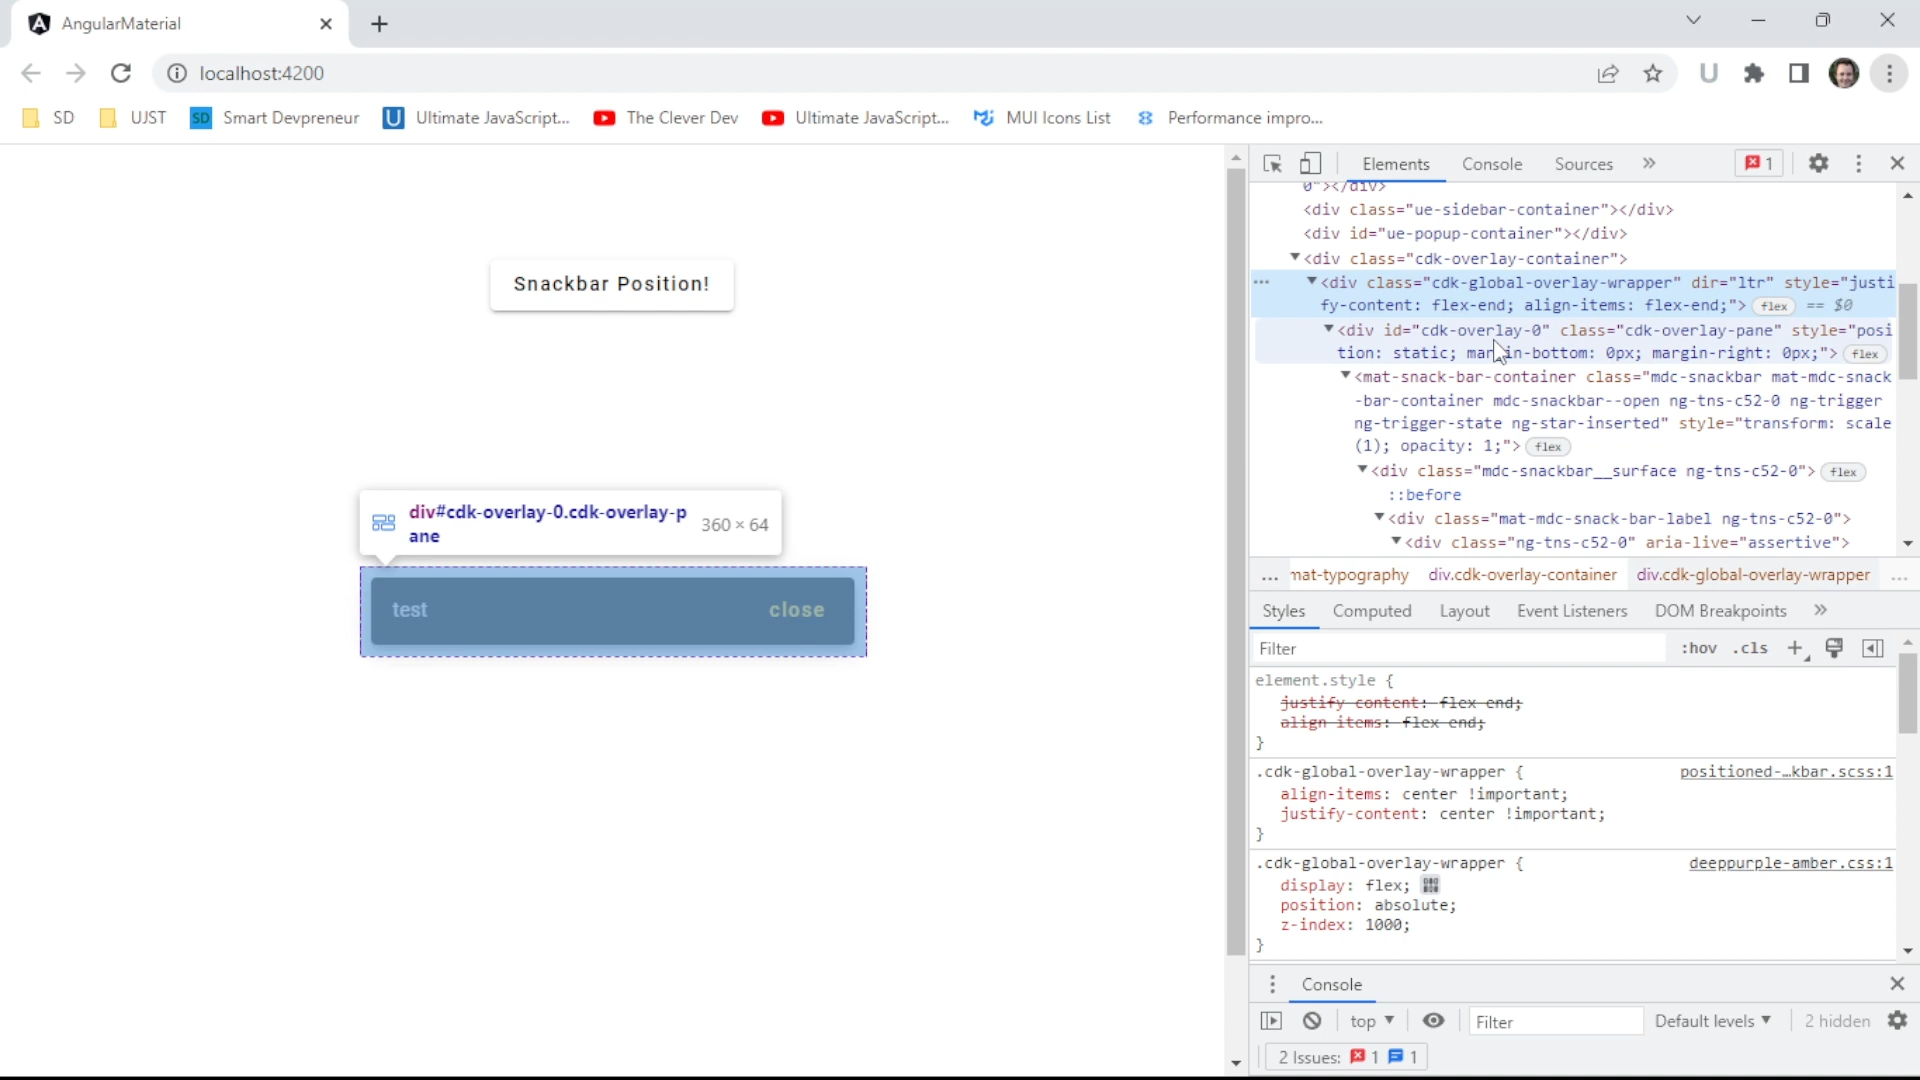 AngularMaterial
localhost:4200
SD
UJST
SD
Smart Devpreneur
U
Ultimate JavaScript...
The Clever Dev
Ultimate JavaScript...
MUI Icons List
Performance impro...
Snackbar Position!
div#cdk-overlay-0.cdk-overlay-p
ane
360 × 64
test
close
Elements
Console
Sources
»
1
0"></div>
<div class="ue-sidebar-container"></div>
<div id="ue-popup-container"></div>
<div class="cdk-overlay-container">
<div class="cdk-global-overlay-wrapper" dir="ltr" style="justi
fy-content: flex-end; align-items: flex-end;"> flex == $0
<div id="cdk-overlay-0" class="cdk-overlay-pane" style="posi
tion: static; margin-bottom: 0px; margin-right: 0px;"> flex
<mat-snack-bar-container class="mdc-snackbar mat-mdc-snack
-bar-container mdc-snackbar--open ng-tns-c52-0 ng-trigger
ng-trigger-state ng-star-inserted" style="transform: scale
(1); opacity: 1;"> flex
<div class="mdc-snackbar__surface ng-tns-c52-0"> flex
::before
<div class="mat-mdc-snack-bar-label ng-tns-c52-0">
<div class="ng-tns-c52-0" aria-live="assertive">
... mat-typography div.cdk-overlay-container div.cdk-global-overlay-wrapper ...
Styles
Computed
Layout
Event Listeners
DOM Breakpoints
»
Filter
:hov .cls +
element.style {
justify-content: flex-end;
align-items: flex-end;
}
.cdk-global-overlay-wrapper {
positioned-…kbar.scss:1
align-items: center !important;
justify-content: center !important;
}
.cdk-global-overlay-wrapper {
deeppurple-amber.css:1
display: flex;
position: absolute;
z-index: 1000;
}
Console
top
Filter
Default levels
2 hidden
2 Issues: 1 1